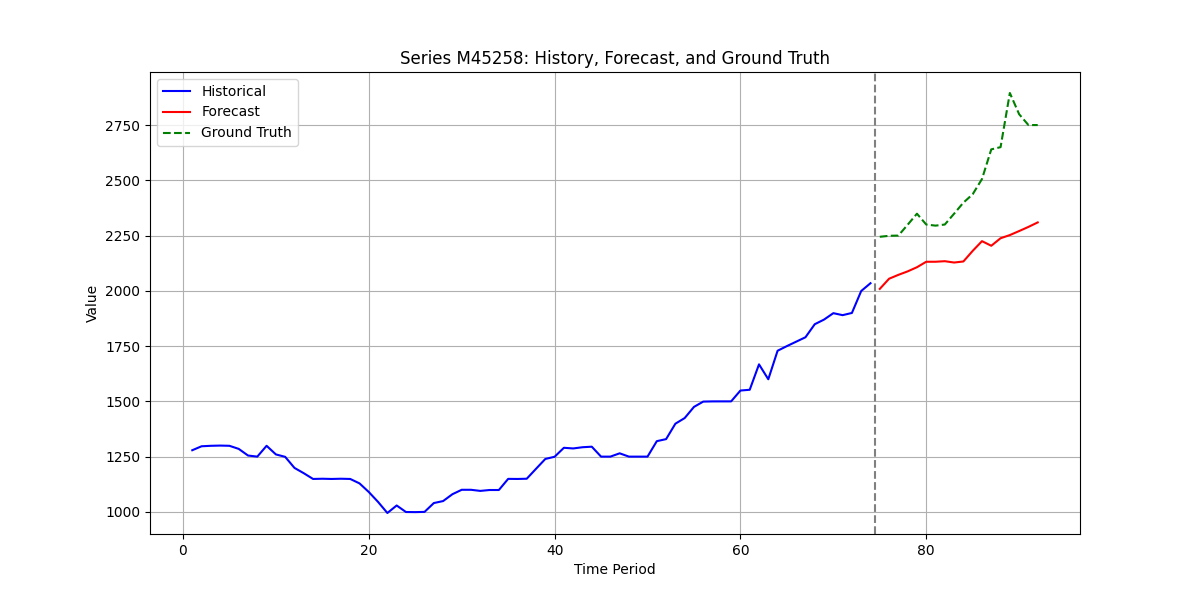 Series M45258: History, Forecast, and Ground Truth
Historical
Forecast
Ground Truth
Value
2750
2500
2250
2000
1750
1500
1250
1000
0 20 40 60 80
Time Period